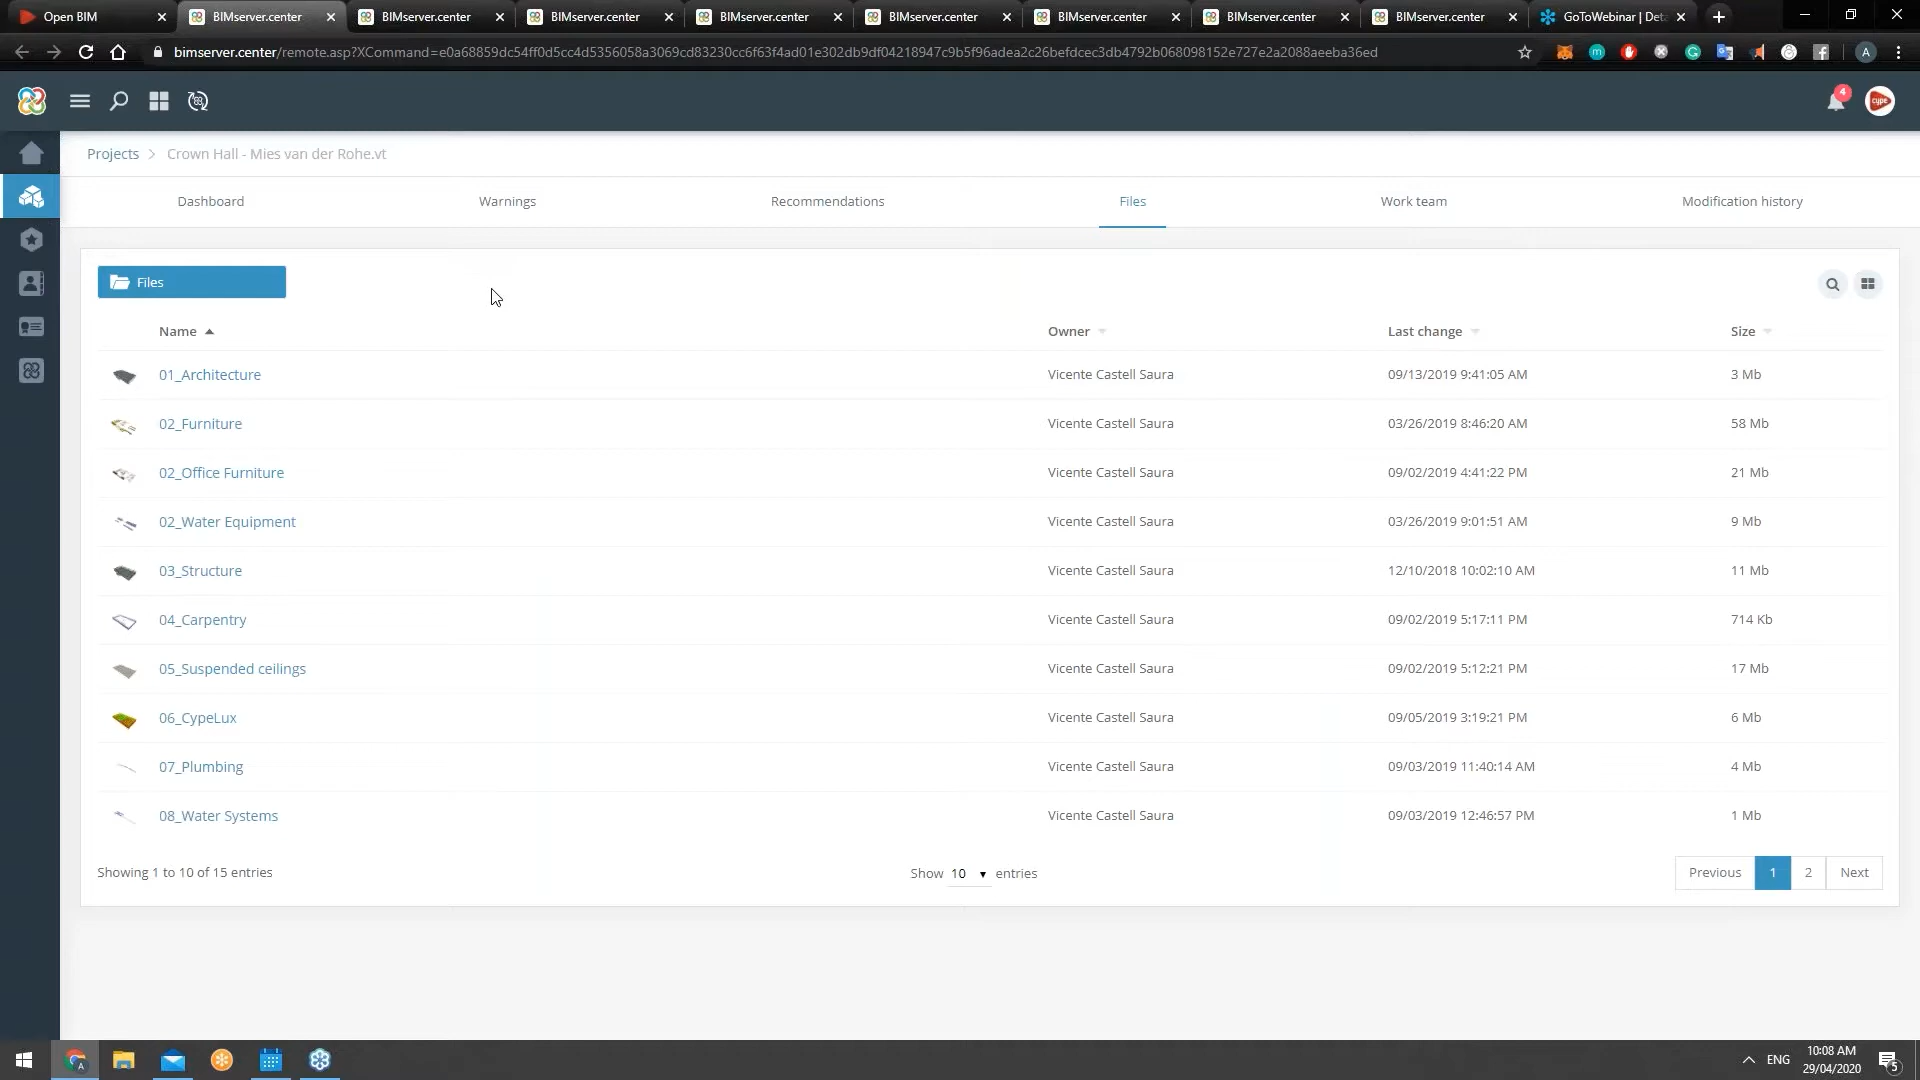 Open BIM
BIMserver.center
BIMserver.center
BIMserver.center
BIMserver.center
BIMserver.center
BIMserver.center
BIMserver.center
BIMserver.center
GoToWebinar | Deta
bimserver.center/remote.asp?XCommand=e0a68859dc54ff0d5cc4d5356058a3069cd83230cc6f63f4ad01e302db9df04218947c9b5f96adea2c26befdcec3db4792b068098152e727e2a2088aeeba36ed
A
4
cype
Projects > Crown Hall - Mies van der Rohe.vt
Dashboard Warnings Recommendations Files Work team Modification history
Files
Name Owner Last change Size
01_Architecture Vicente Castell Saura 09/13/2019 9:41:05 AM 3 Mb
02_Furniture Vicente Castell Saura 03/26/2019 8:46:20 AM 58 Mb
02_Office Furniture Vicente Castell Saura 09/02/2019 4:41:22 PM 21 Mb
02_Water Equipment Vicente Castell Saura 03/26/2019 9:01:51 AM 9 Mb
03_Structure Vicente Castell Saura 12/10/2018 10:02:10 AM 11 Mb
04_Carpentry Vicente Castell Saura 09/02/2019 5:17:11 PM 714 Kb
05_Suspended ceilings Vicente Castell Saura 09/02/2019 5:12:21 PM 17 Mb
06_CypeLux Vicente Castell Saura 09/05/2019 3:19:21 PM 6 Mb
07_Plumbing Vicente Castell Saura 09/03/2019 11:40:14 AM 4 Mb
08_Water Systems Vicente Castell Saura 09/03/2019 12:46:57 PM 1 Mb
Showing 1 to 10 of 15 entries Show 10 entries Previous 1 2 Next
ENG
10:08 AM
29/04/2020
5